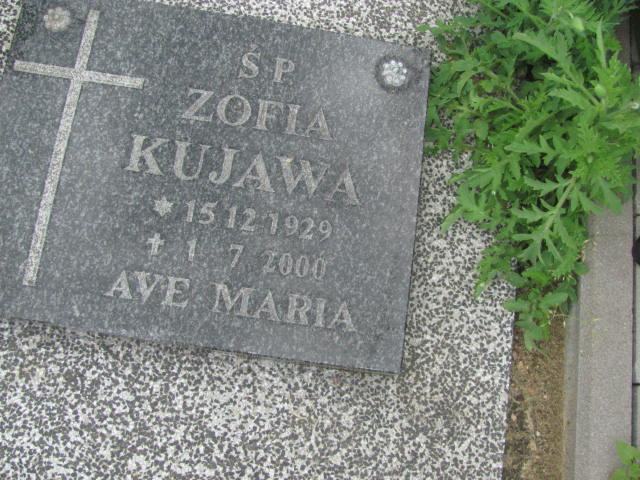 ŚP
ZOFIA
KUJAWA
* 15 12 1929
✝ 1 7 2000
AVE MARIA